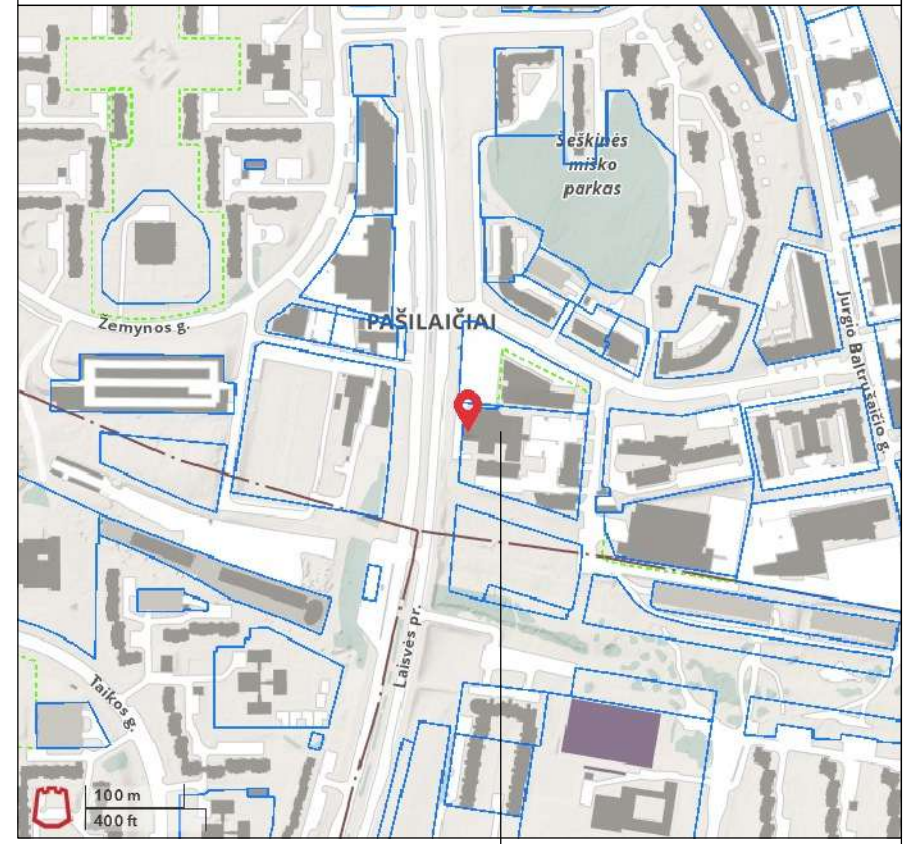 Šeškinės
miško
parkas
PAŠILAIČIAI
Žemynos g.
Jurgio Baltrušaičio g.
Laisvės pr.
Taikos g.
100 m
400 ft